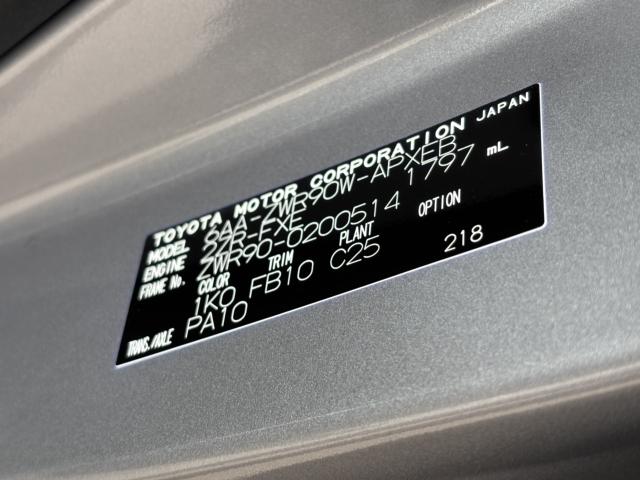 TOYOTA MOTOR CORPORATION JAPAN
MODEL 6AA-ZWR90W-APXEB
ENGINE 2ZR-FXE 1797 mL
FRAME No. ZWR90-0200514
COLOR TRIM PLANT OPTION
1K0 FB10 C25 218
TRANS./AXLE PA10